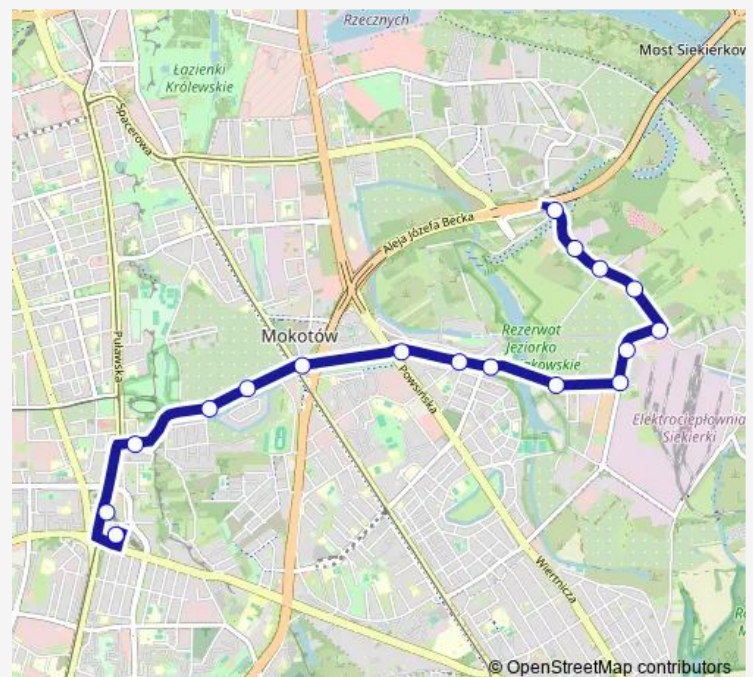 Rzecznych
Most Siekierkow
Łazienki
Królewskie
Spacerowa
Aleja Józefa Becka
Mokotów
Puławska
Rezerwat
Jeziorko
kowskie
Powsińska
Elektrociepłownia
Siekierki
Wiertnicza
© OpenStreetMap contributors